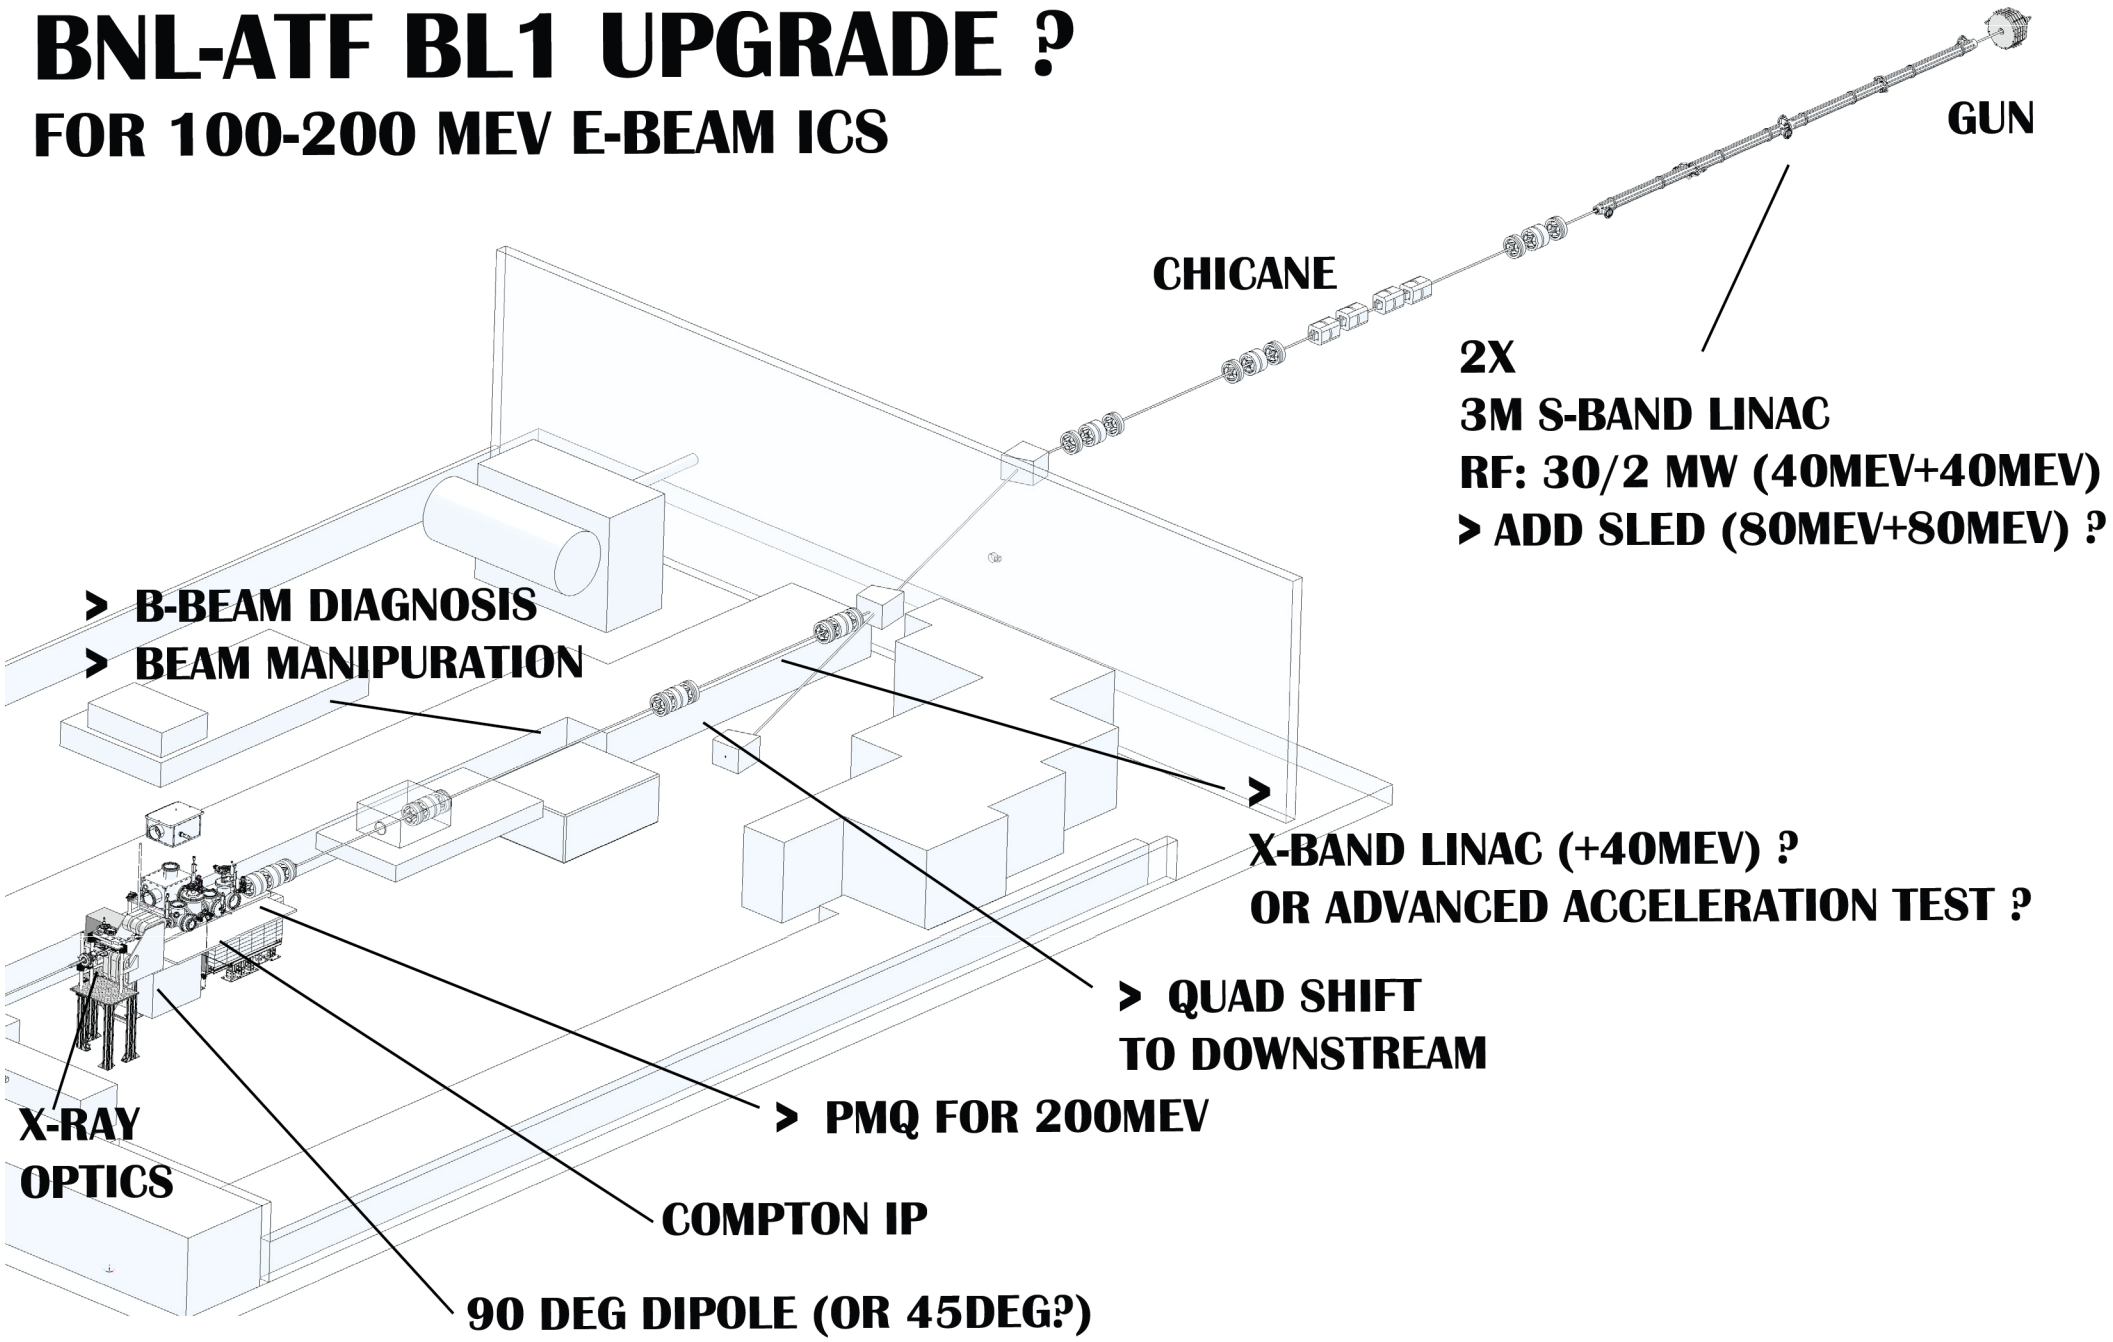 BNL-ATF BL1 UPGRADE ?
FOR 100-200 MEV E-BEAM ICS
GUN
CHICANE
2X
3M S-BAND LINAC
RF: 30/2 MW (40MEV+40MEV)
> ADD SLED (80MEV+80MEV) ?
> B-BEAM DIAGNOSIS
> BEAM MANIPURATION
>
X-BAND LINAC (+40MEV) ?
OR ADVANCED ACCELERATION TEST ?
> QUAD SHIFT
TO DOWNSTREAM
> PMQ FOR 200MEV
X-RAY
OPTICS
COMPTON IP
90 DEG DIPOLE (OR 45DEG?)